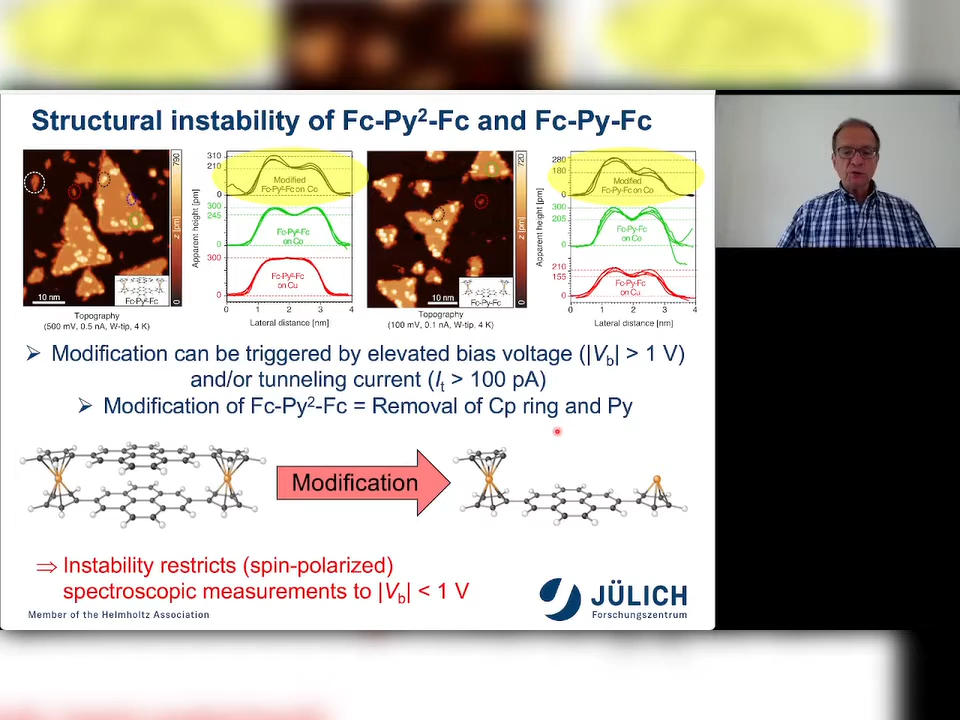 Structural instability of Fc-Py²-Fc and Fc-Py-Fc
790
z [pm]
0
10 nm
Fc-Py²-Fc
Topography
(500 mV, 0.5 nA, W-tip, 4 K)
Apparent height [pm]
310
210
0
Modified
Fc-Py²-Fc on Co
300
245
0
Fc-Py²-Fc
on Co
300
0
Fc-Py²-Fc
on Cu
0 1 2 3 4
Lateral distance [nm]
720
z [pm]
0
10 nm
Fc-Py-Fc
Topography
(100 mV, 0.1 nA, W-tip, 4 K)
Apparent height [pm]
280
180
0
Modified
Fc-Py-Fc on Co
300
205
0
Fc-Py-Fc
on Co
210
155
0
Fc-Py-Fc
on Cu
0 1 2 3 4
Lateral distance [nm]
➢ Modification can be triggered by elevated bias voltage (|Vb| > 1 V)
and/or tunneling current (It > 100 pA)
➢ Modification of Fc-Py²-Fc = Removal of Cp ring and Py
Modification
⇒ Instability restricts (spin-polarized)
spectroscopic measurements to |Vb| < 1 V
Member of the Helmholtz Association
JÜLICH
Forschungszentrum